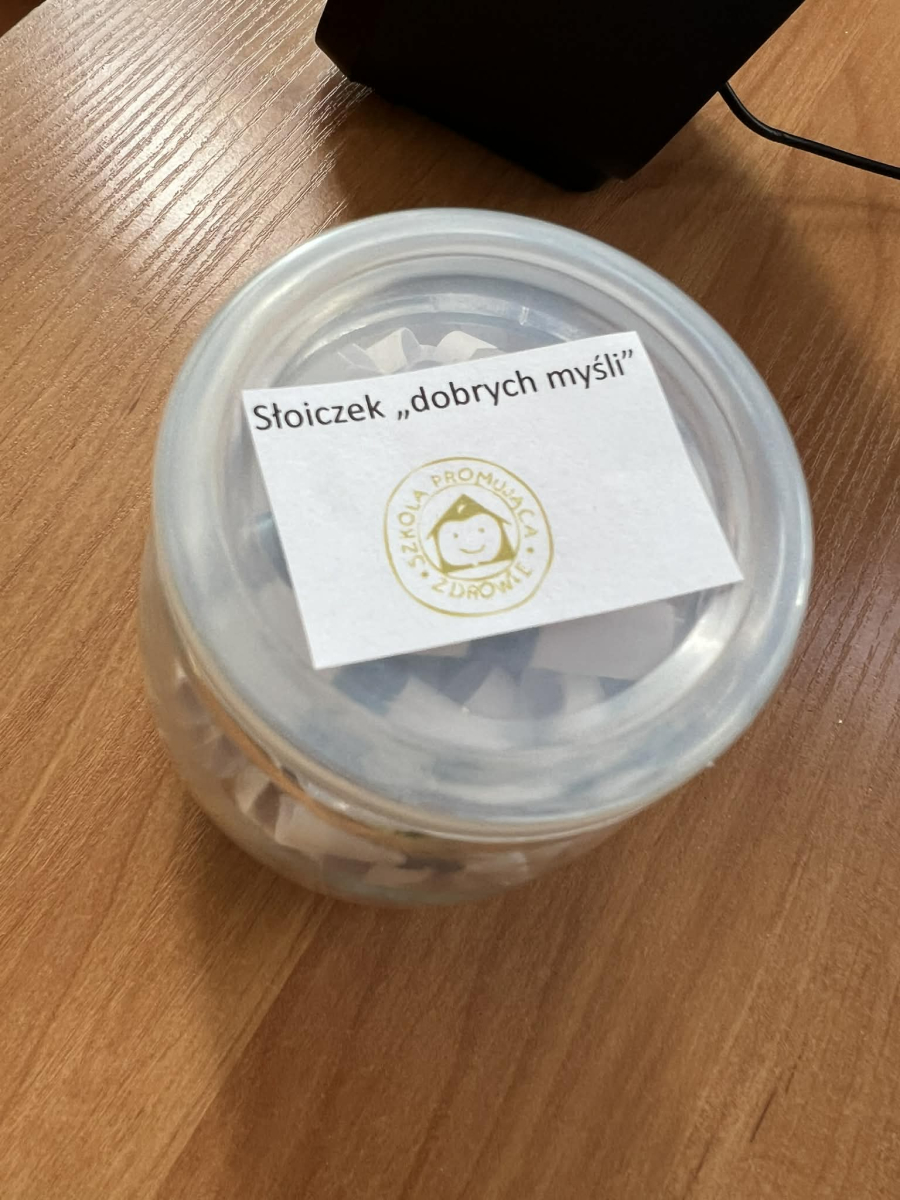 Słoiczek „dobrych myśli”
SZKOŁA PROMUJĄCA
ZDROWIE